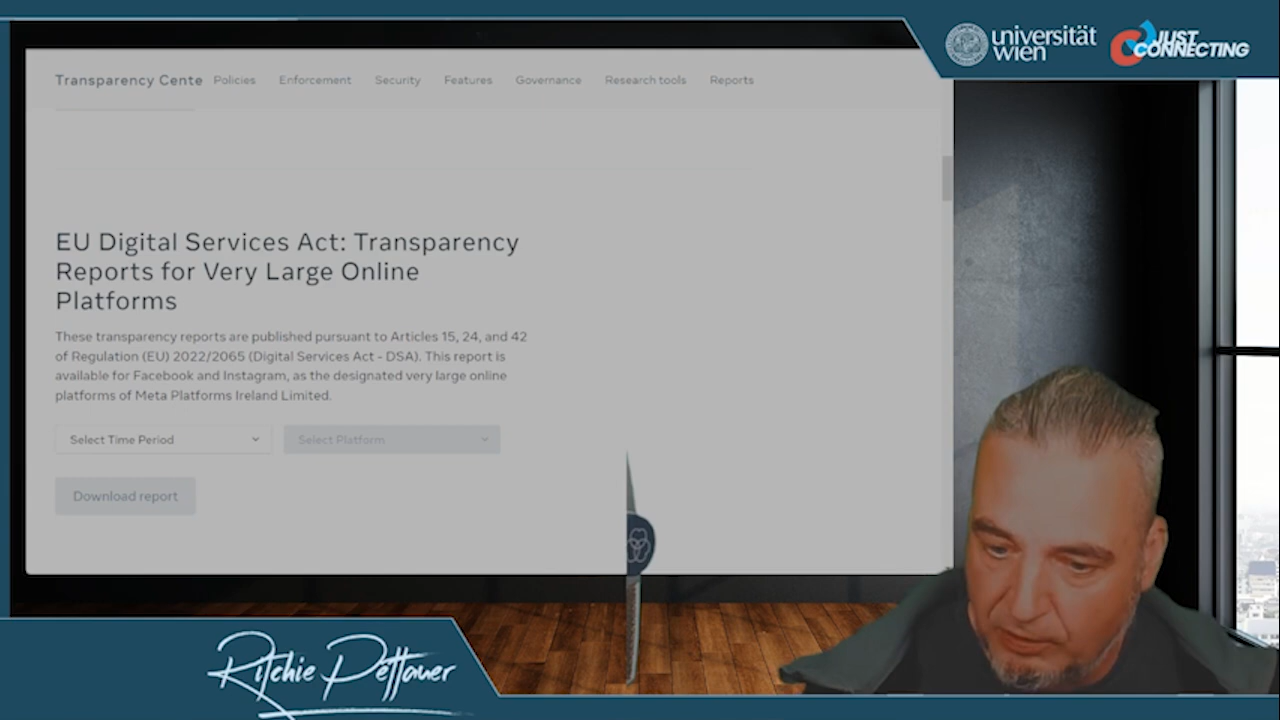 universität
wien
JUST
CONNECTING
Transparency Cente Policies Enforcement Security Features Governance Research tools Reports
EU Digital Services Act: Transparency
Reports for Very Large Online
Platforms
These transparency reports are published pursuant to Articles 15, 24, and 42
of Regulation (EU) 2022/2065 (Digital Services Act - DSA). This report is
available for Facebook and Instagram, as the designated very large online
platforms of Meta Platforms Ireland Limited.
Select Time Period Select Platform
Download report
Ritchie Pettauer